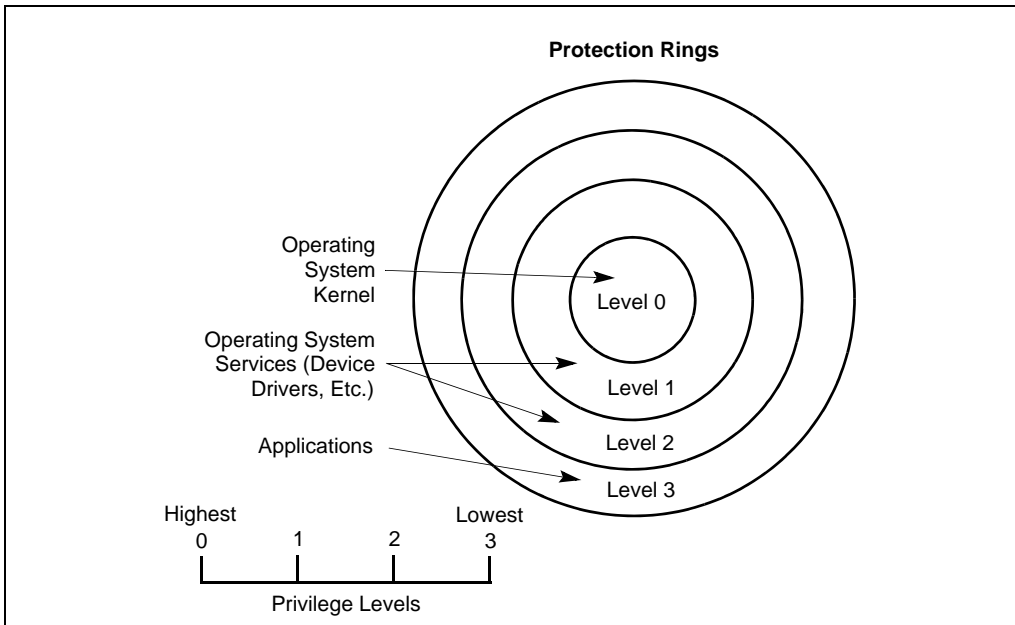 Protection Rings
Operating
System
Kernel
Level 0
Operating System
Services (Device
Drivers, Etc.)
Level 1
Level 2
Applications
Level 3
Highest
Lowest
0
1
2
3
Privilege Levels